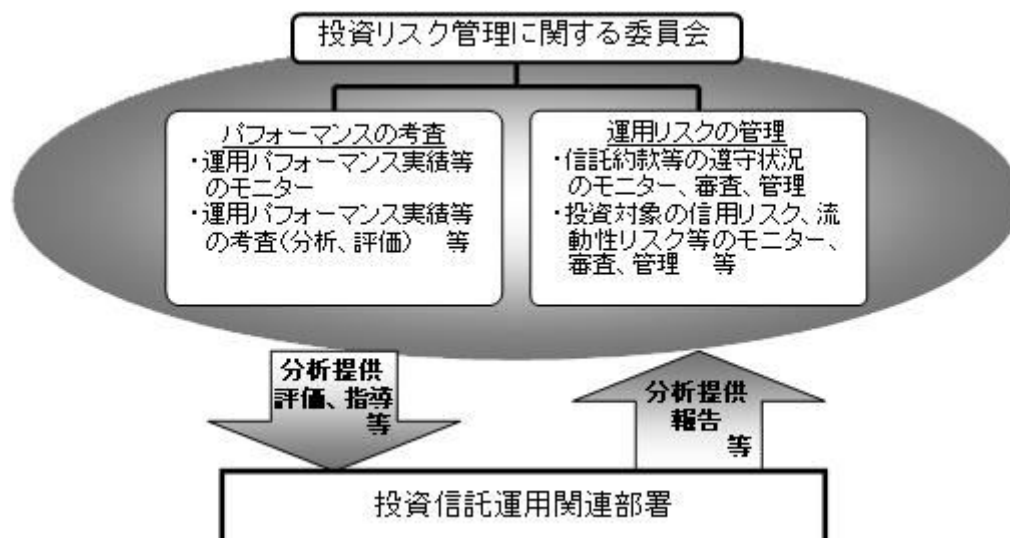 投資リスク管理に関する委員会
パフォーマンスの考査
・運用パフォーマンス実績等
のモニター
・運用パフォーマンス実績等
の考査(分析、評価)　等
運用リスクの管理
・信託約款等の遵守状況
のモニター、審査、管理
・投資対象の信用リスク、流
動性リスク等のモニター、
審査、管理　等
分析提供
評価、指導
等
分析提供
報告
等
投資信託運用関連部署